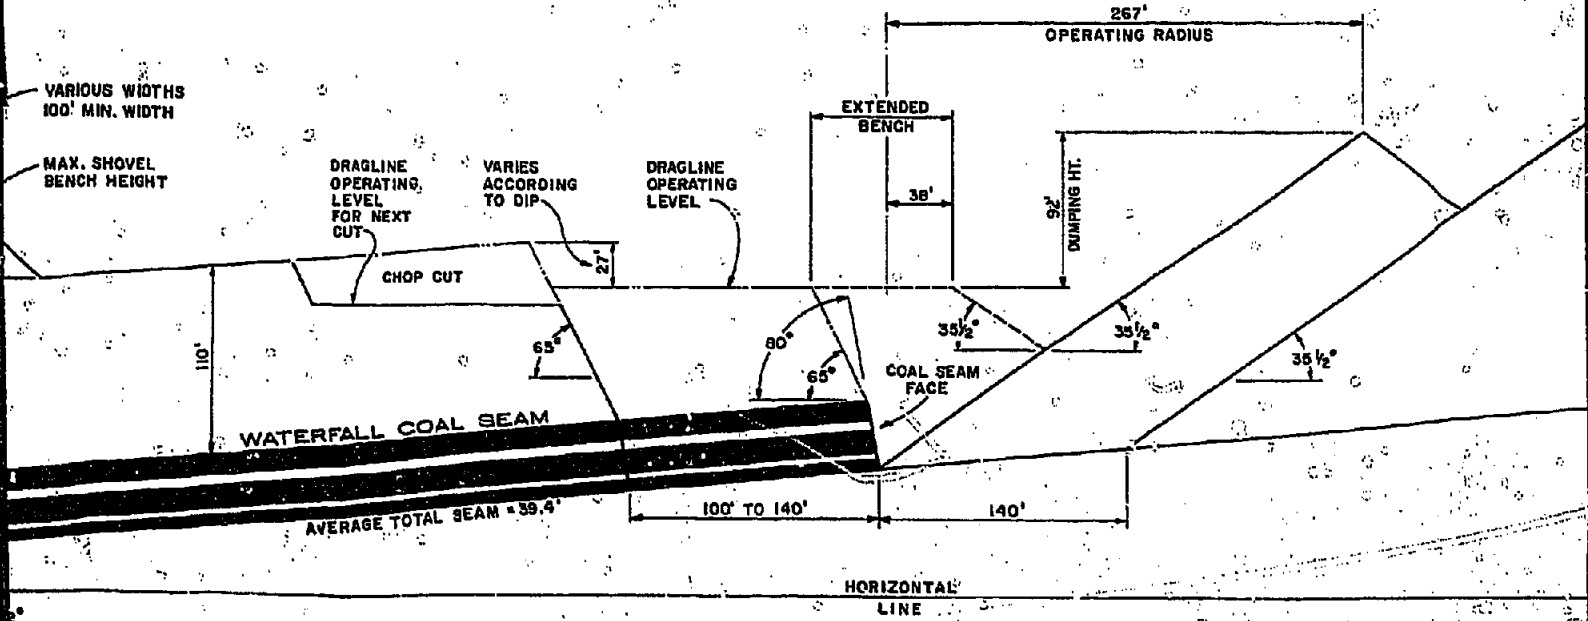 267'
OPERATING RADIUS
VARIOUS WIDTHS
100' MIN. WIDTH
EXTENDED
BENCH
MAX. SHOVEL
BENCH HEIGHT
DRAGLINE
OPERATING
LEVEL
FOR NEXT
CUT
VARIES
ACCORDING
TO DIP
DRAGLINE
OPERATING
LEVEL
38'
92'
DUMPING HT.
27'
CHOP CUT
110'
65°
80°
65°
35½°
35½°
35½°
COAL SEAM
FACE
WATERFALL COAL SEAM
AVERAGE TOTAL SEAM = 39.4'
100' TO 140'
140'
HORIZONTAL
LINE